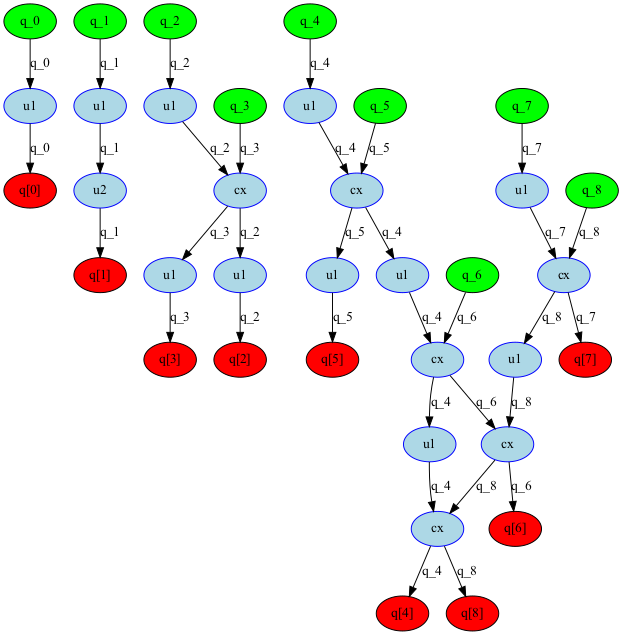 q_0 q_1 q_2 q_4
q_0 q_1 q_2 q_4
u1 u1 u1 q_3 u1 q_5 q_7
q_0 q_1 q_2 q_3 q_4 q_5 q_7
q[0] u2 cx cx u1 q_8
q_1 q_3 q_2 q_5 q_4 q_7 q_8
q[1] u1 u1 u1 u1 q_6 cx
q_3 q_2 q_5 q_4 q_6 q_8 q_7
q[3] q[2] q[5] cx u1 q[7]
q_4 q_6 q_8
u1 cx
q_4 q_8 q_6
cx q[6]
q_4 q_8
q[4] q[8]